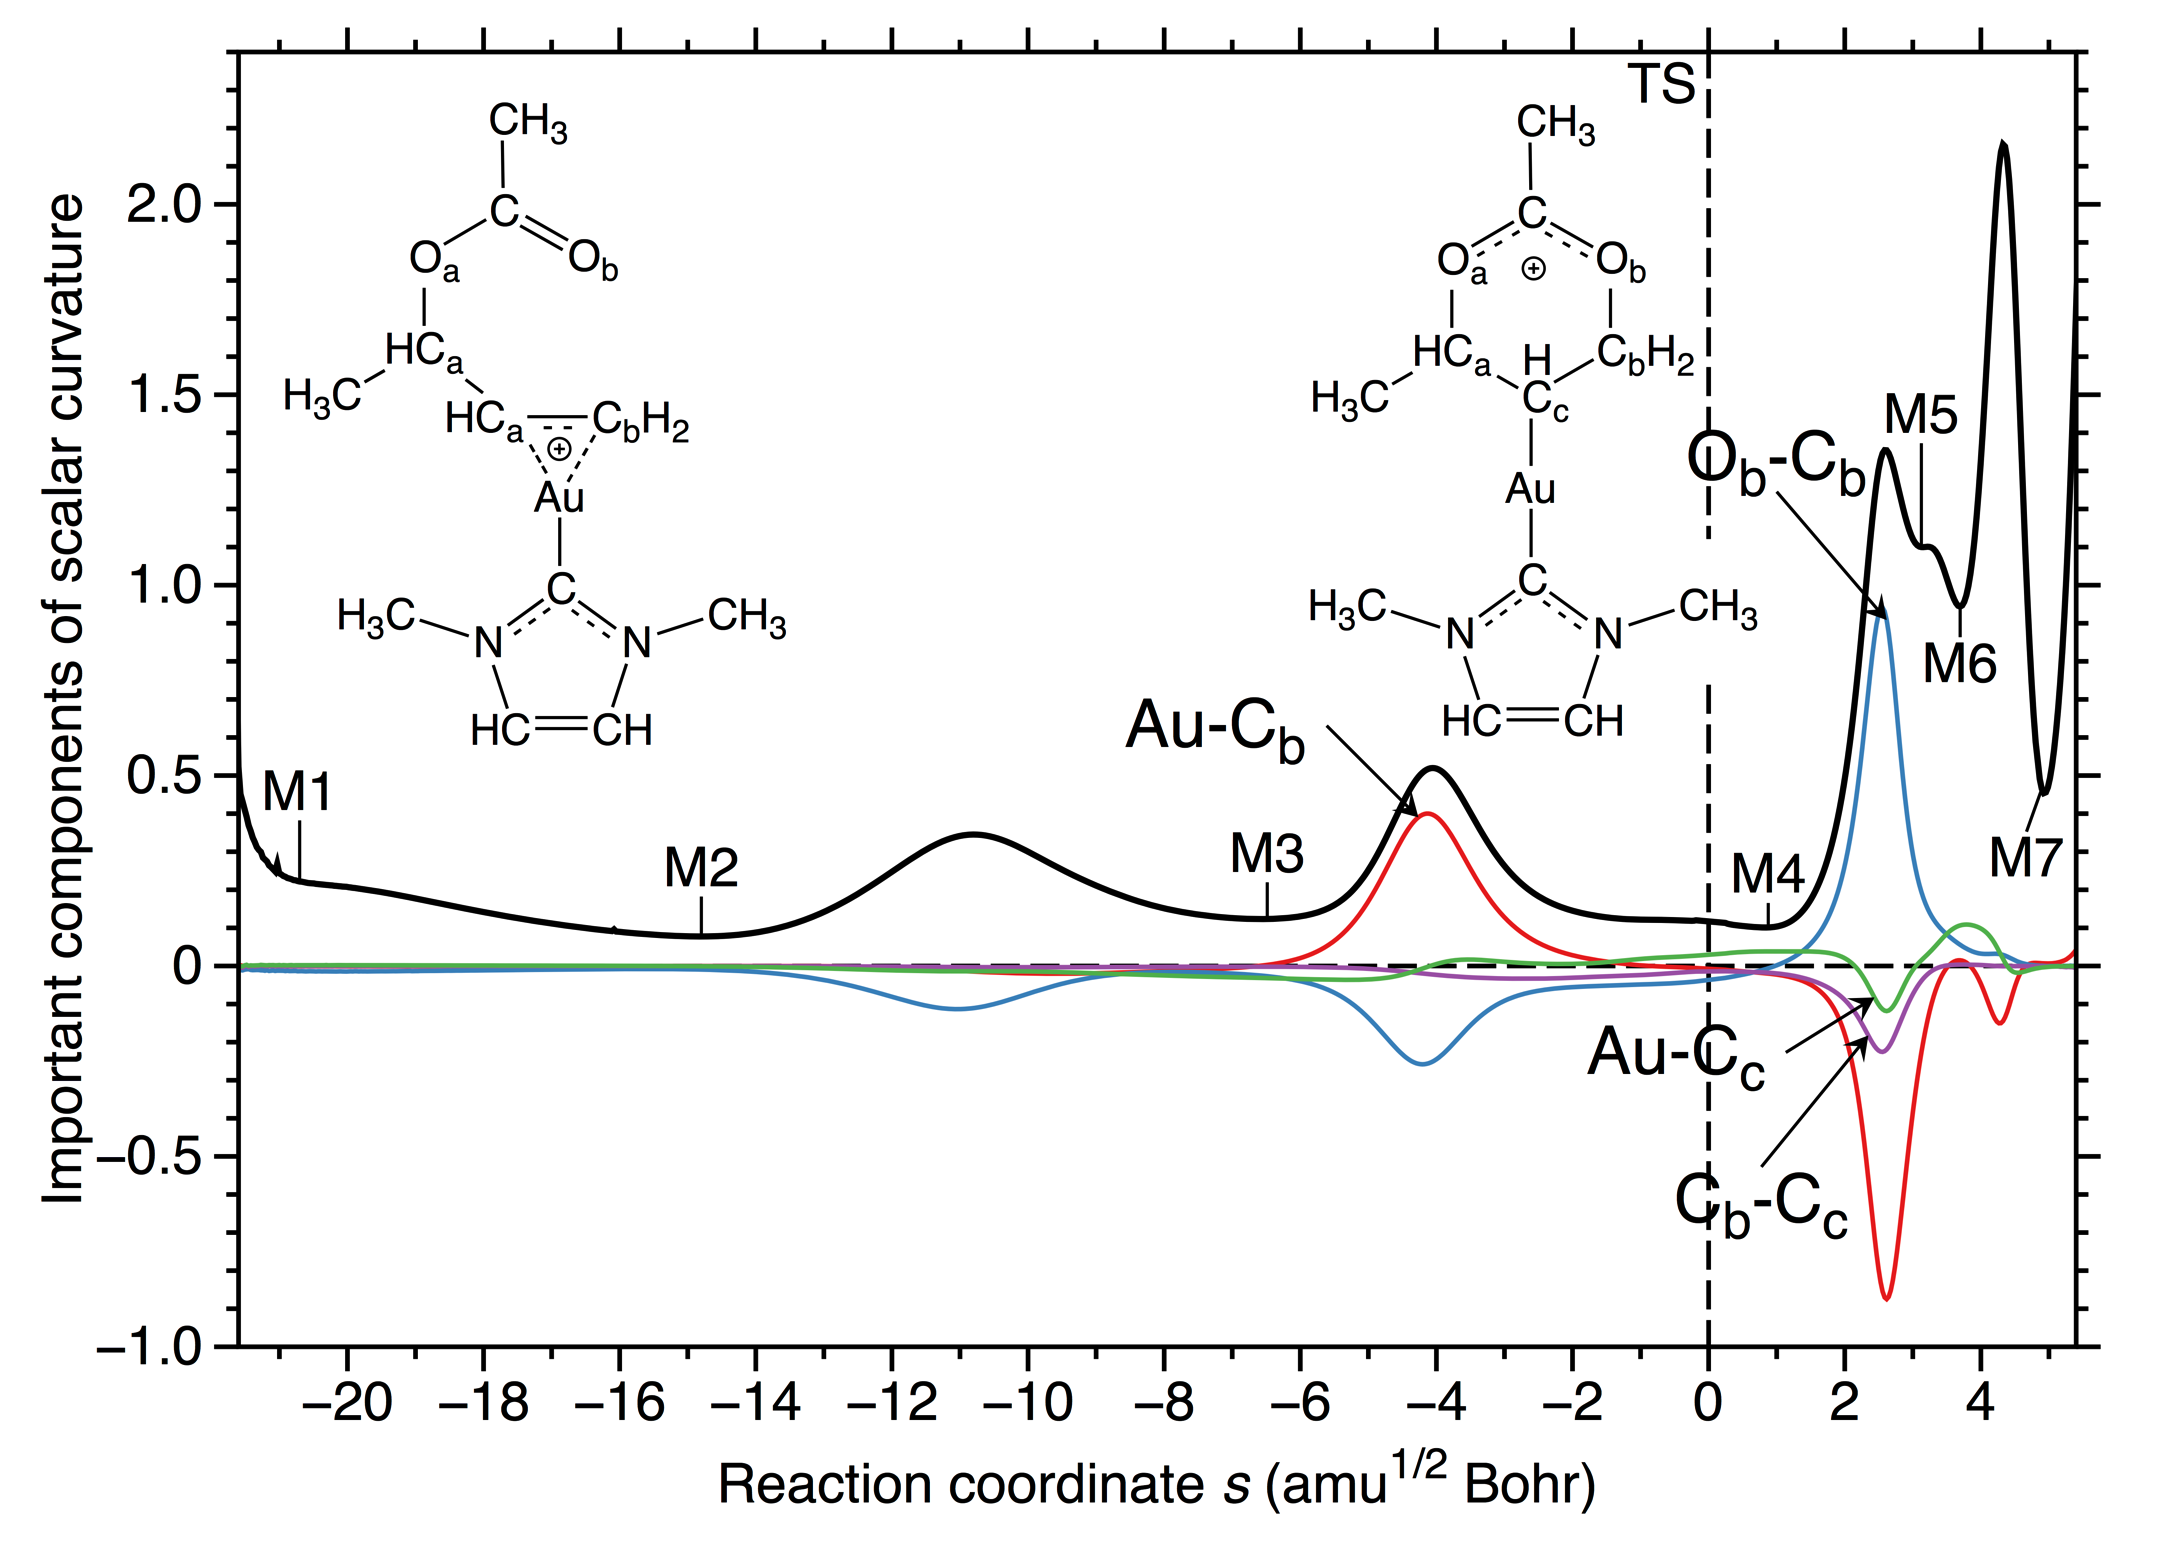 TS
CH3
C
Oa
Ob
HCa
H3C
HCa
CbH2
⊕
Au
C
H3C
N
N
CH3
HC
CH
CH3
C
Oa
Ob
⊕
HCa
H
CbH2
H3C
Cc
Au
C
H3C
N
N
CH3
HC
CH
Ob-Cb
M5
M6
Au-Cb
M1
M2
M3
M4
M7
Au-Cc
Cb-Cc
Important components of scalar curvature
2.0
1.5
1.0
0.5
0
−0.5
−1.0
−20 −18 −16 −14 −12 −10 −8 −6 −4 −2 0 2 4
Reaction coordinate s (amu1/2 Bohr)